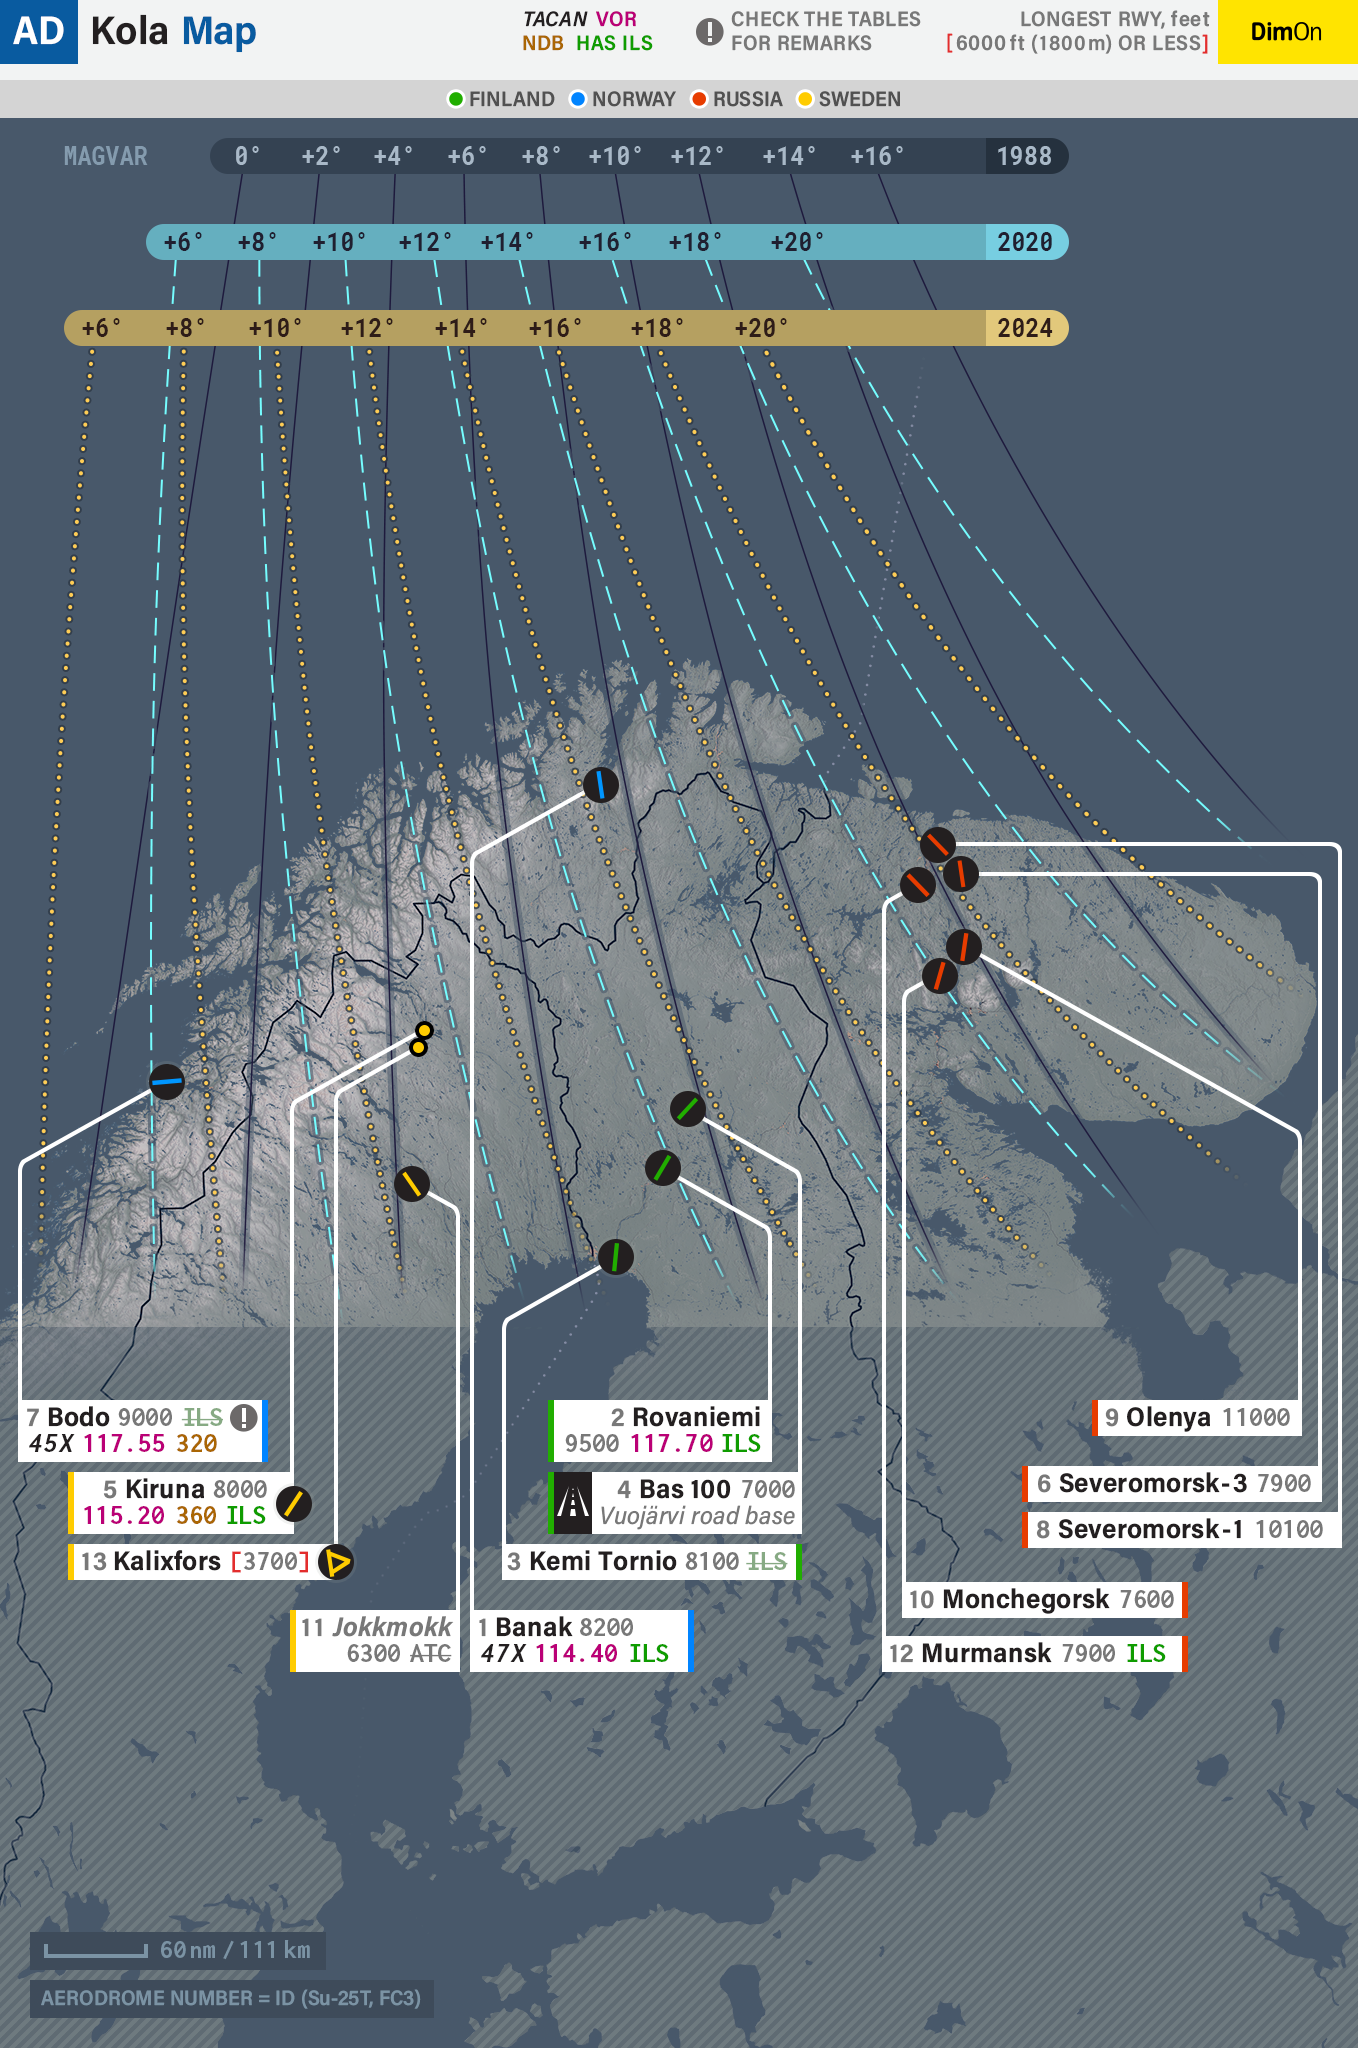 AD Kola Map
TACAN VOR
NDB HAS ILS
! CHECK THE TABLES
FOR REMARKS
LONGEST RWY, feet
[6000 ft (1800 m) OR LESS]
DimOn
FINLAND NORWAY RUSSIA SWEDEN
MAGVAR 0° +2° +4° +6° +8° +10° +12° +14° +16° 1988
+6° +8° +10° +12° +14° +16° +18° +20° 2020
+6° +8° +10° +12° +14° +16° +18° +20° 2024
7 Bodo 9000 ILS !
45X 117.55 320
5 Kiruna 8000
115.20 360 ILS
13 Kalixfors [3700]
11 Jokkmokk
6300 ATC
1 Banak 8200
47X 114.40 ILS
2 Rovaniemi
9500 117.70 ILS
4 Bas 100 7000
Vuojärvi road base
3 Kemi Tornio 8100 ILS
9 Olenya 11000
6 Severomorsk-3 7900
8 Severomorsk-1 10100
10 Monchegorsk 7600
12 Murmansk 7900 ILS
60 nm / 111 km
AERODROME NUMBER = ID (Su-25T, FC3)